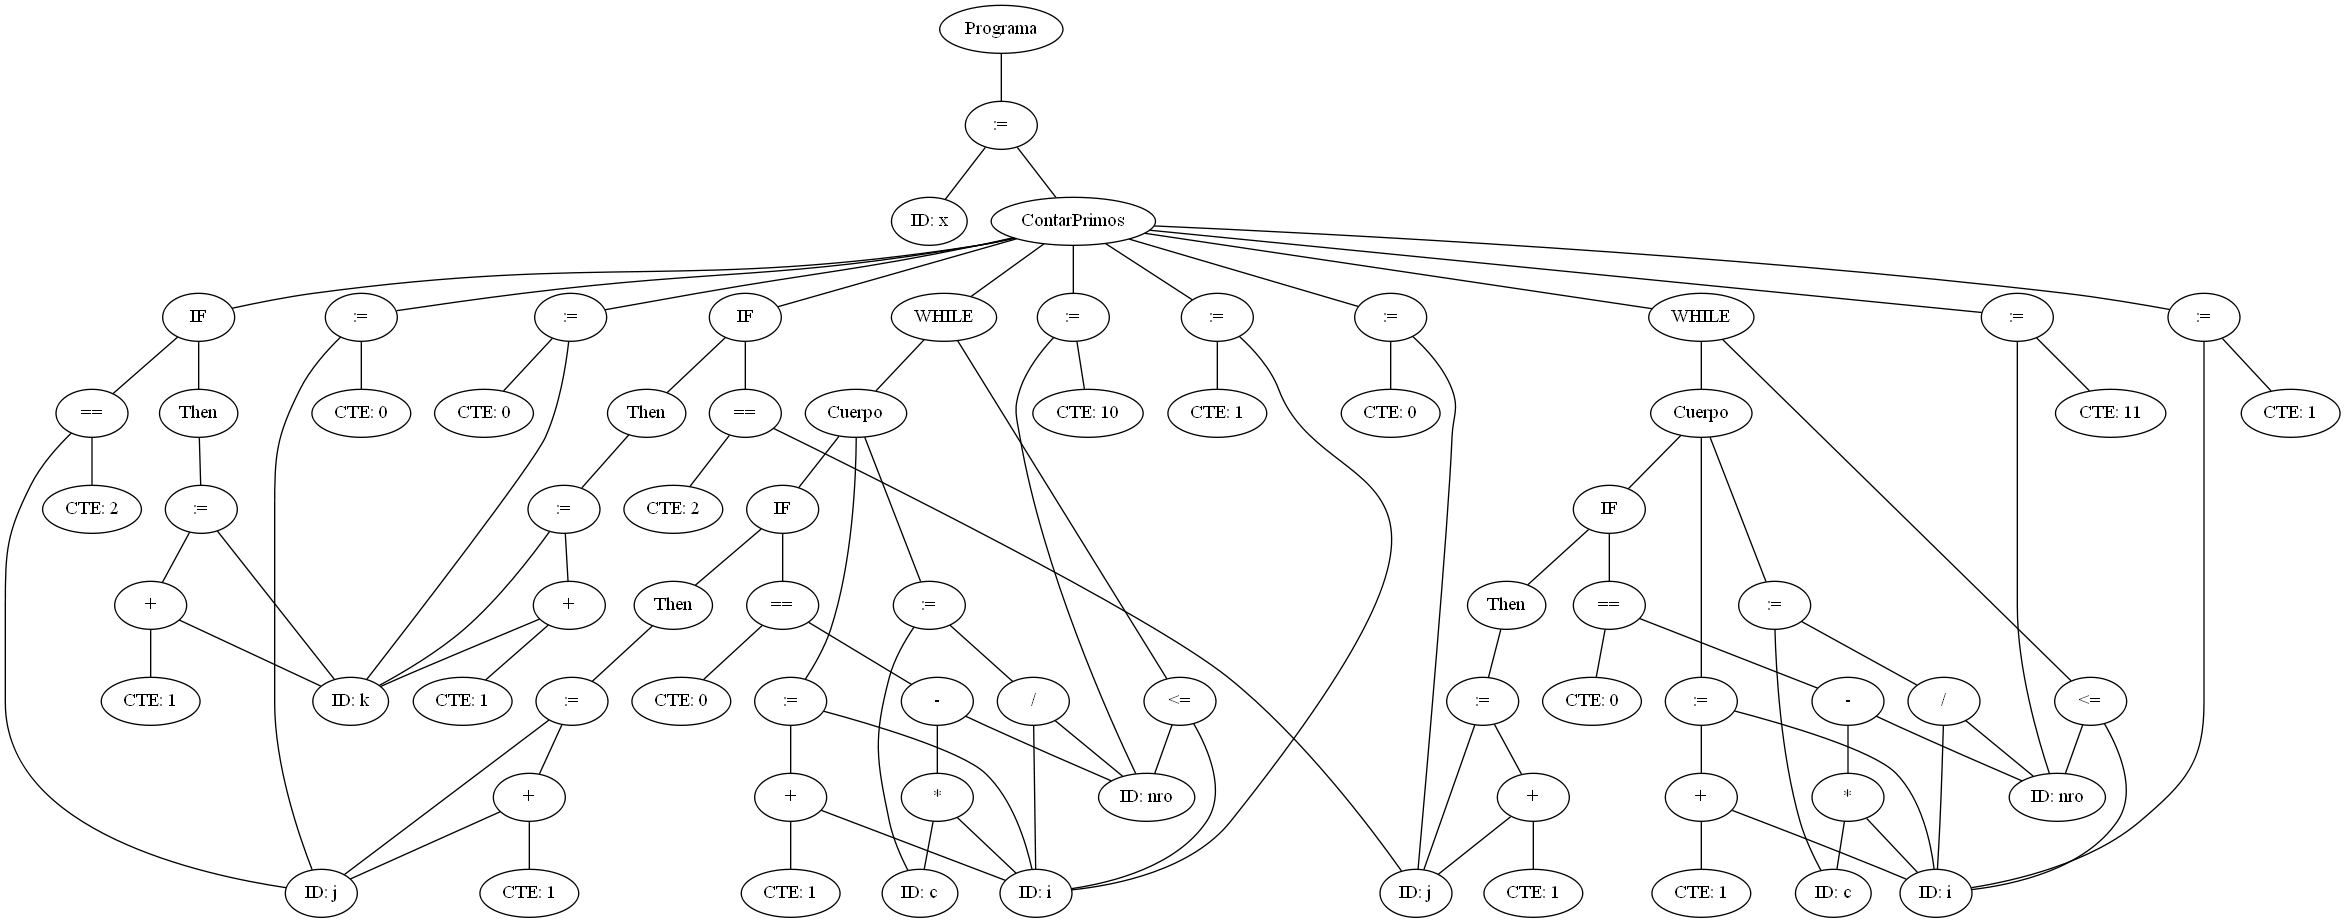 Programa
:=
ID: x
ContarPrimos
IF
:=
:=
IF
WHILE
:=
:=
:=
WHILE
:=
:=
==
Then
CTE: 0
CTE: 0
Then
==
Cuerpo
CTE: 10
CTE: 1
CTE: 0
Cuerpo
CTE: 11
CTE: 1
CTE: 2
:=
:=
CTE: 2
IF
IF
+
+
Then
==
:=
Then
==
:=
CTE: 1
ID: k
CTE: 1
:=
CTE: 0
:=
-
/
<=
:=
CTE: 0
:=
-
/
<=
+
+
*
ID: nro
+
+
*
ID: nro
ID: j
CTE: 1
CTE: 1
ID: c
ID: i
ID: j
CTE: 1
CTE: 1
ID: c
ID: i